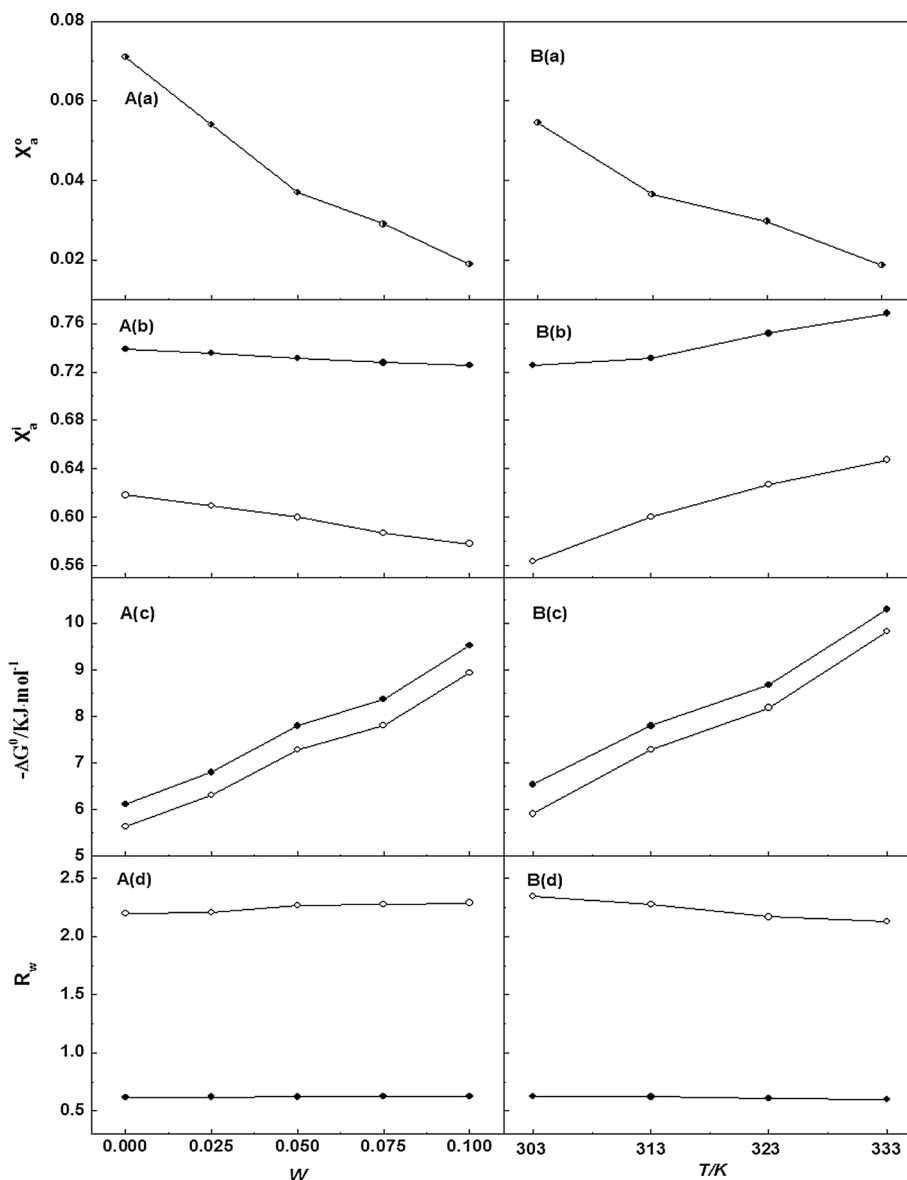 0.08
0.06
0.04
0.02
X°a
A(a)
B(a)
0.76
0.72
0.68
0.64
0.60
0.56
Xia
A(b)
B(b)
10
9
8
7
6
5
-ΔG0/KJ·mol-1
A(c)
B(c)
2.5
2.0
1.5
1.0
0.5
Rw
A(d)
B(d)
0.000 0.025 0.050 0.075 0.100 303 313 323 333
W T/K